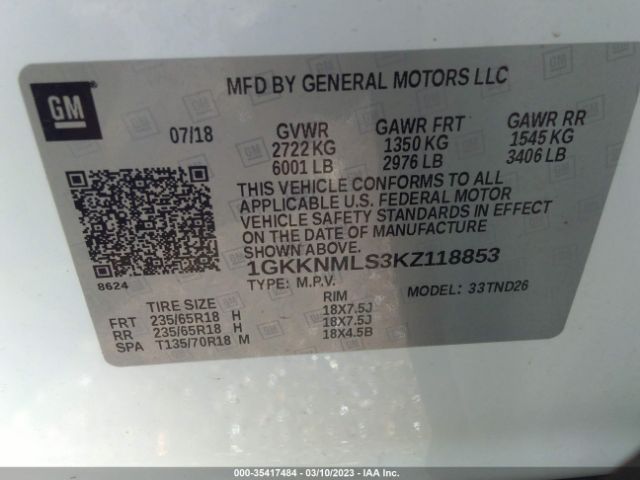 GM
MFD BY GENERAL MOTORS LLC
07/18 GVWR GAWR FRT GAWR RR
2722 KG 1350 KG 1545 KG
6001 LB 2976 LB 3406 LB
THIS VEHICLE CONFORMS TO ALL
APPLICABLE U.S. FEDERAL MOTOR
VEHICLE SAFETY STANDARDS IN EFFECT
ON THE DATE OF MANUFACTURE
SHOWN ABOVE.
1GKKNMLS3KZ118853
8624 TYPE: M.P.V. MODEL: 33TND26
TIRE SIZE RIM
FRT 235/65R18 H 18X7.5J
RR 235/65R18 H 18X7.5J
SPA T135/70R18 M 18X4.5B
000-35417484 — 03/10/2023 — IAA Inc.